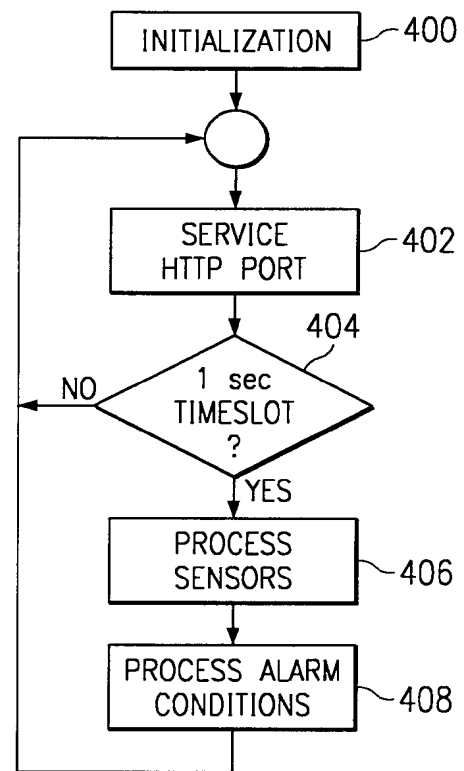 INITIALIZATION
400
SERVICE
HTTP PORT
402
404
1 sec
TIMESLOT
?
NO
YES
PROCESS
SENSORS
406
PROCESS ALARM
CONDITIONS
408